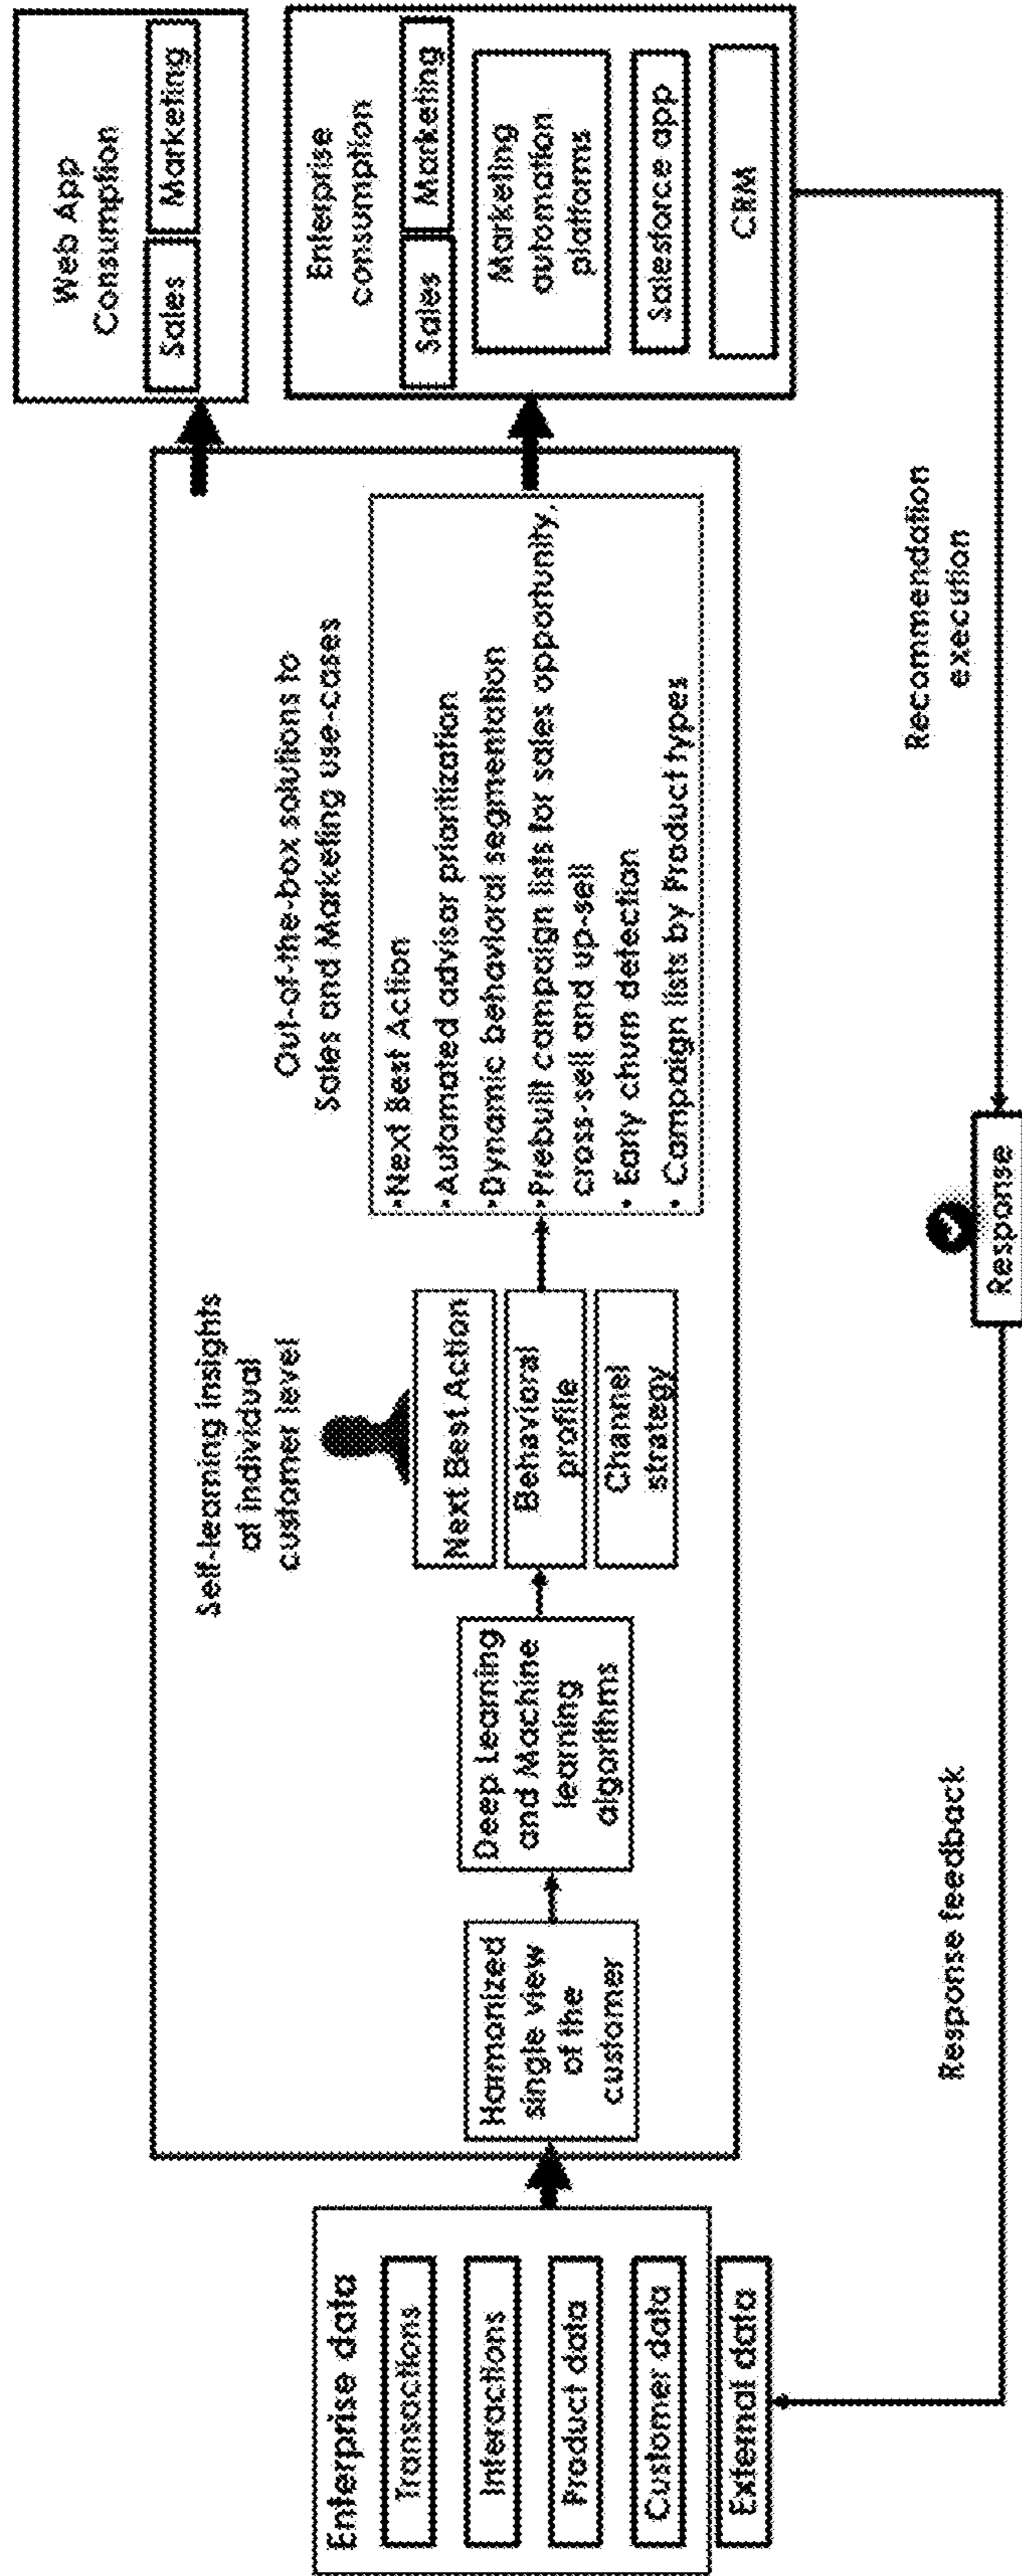 Enterprise data
Transactions
Interactions
Product data
Customer data
External data
Harmonized
single view
of the
customer
Deep Learning
and Machine
learning
algorithms
Self-learning insights
at individual
customer level
Next Best Action
Behavioral
profile
Channel
strategy
Out-of-the-box solutions to
Sales and Marketing use-cases
•Next Best Action
•Automated advisor prioritization
•Dynamic behavioral segmentation
•Prebuilt campaign lists for sales opportunity,
cross-sell and up-sell
• Early churn detection
• Campaign lists by Product types
Web App
Consumption
Sales
Marketing
Enterprise
consumption
Sales
Marketing
Marketing
automation
platforms
Salesforce app
CRM
Recommendation
execution
Response
Response feedback